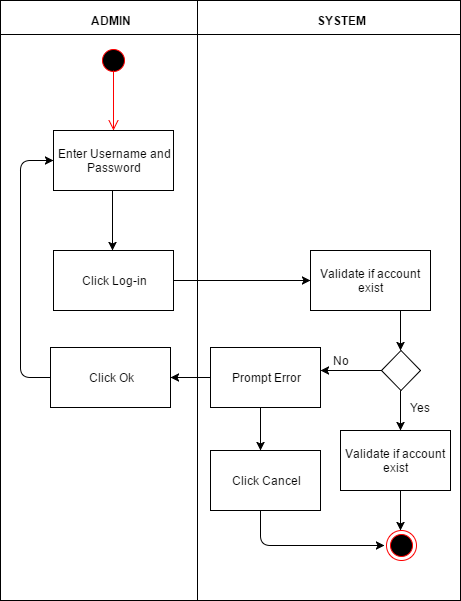 ADMIN
SYSTEM
Enter Username and
Password
Click Log-in
Validate if account
exist
No
Prompt Error
Click Ok
Yes
Validate if account
exist
Click Cancel